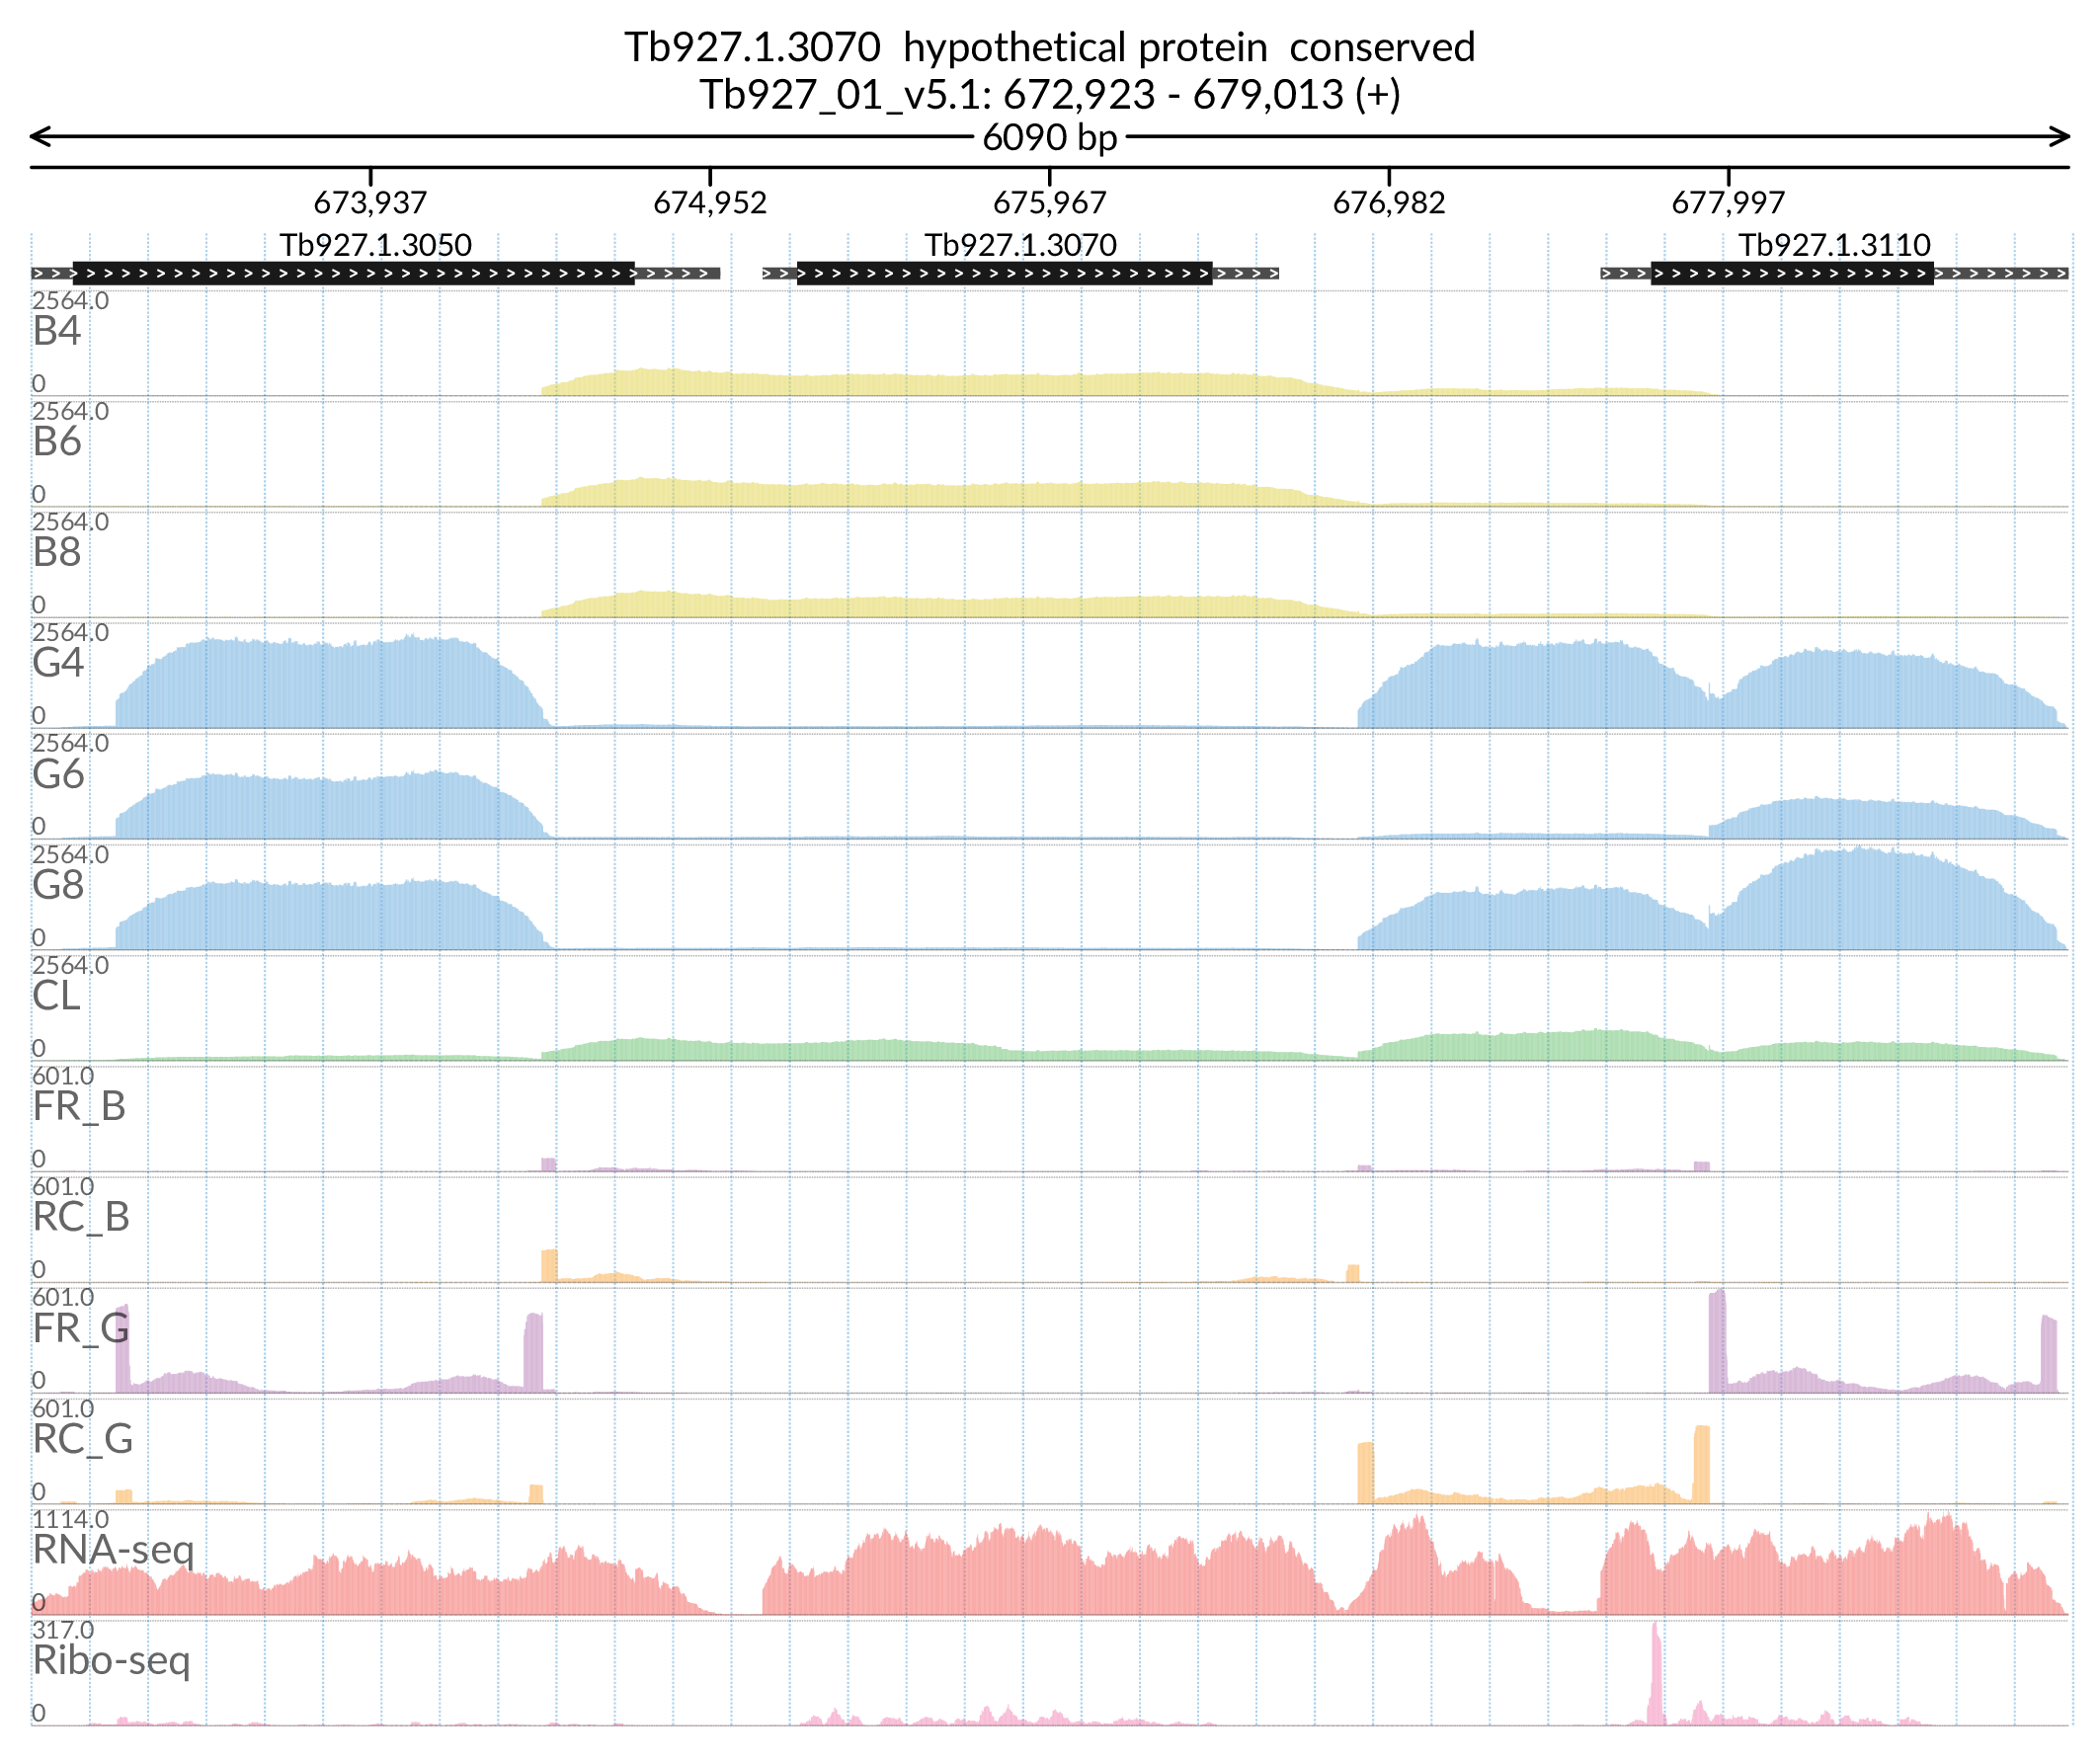 Tb927.1.3070 hypothetical protein conserved
Tb927_01_v5.1: 672,923 - 679,013 (+)
6090 bp
673,937 674,952 675,967 676,982 677,997
Tb927.1.3050 Tb927.1.3070 Tb927.1.3110
2564.0
B4
0
2564.0
B6
0
2564.0
B8
0
2564.0
G4
0
2564.0
G6
0
2564.0
G8
0
2564.0
CL
0
601.0
FR_B
0
601.0
RC_B
0
601.0
FR_G
0
601.0
RC_G
0
1114.0
RNA-seq
0
317.0
Ribo-seq
0